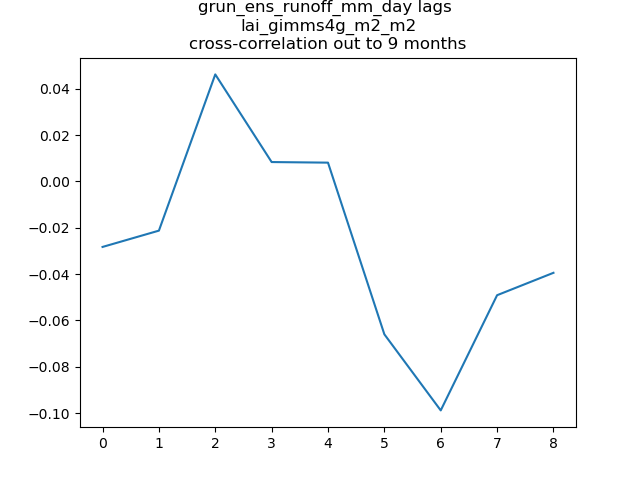 grun_ens_runoff_mm_day lags
lai_gimms4g_m2_m2
cross-correlation out to 9 months
0.04
0.02
0.00
−0.02
−0.04
−0.06
−0.08
−0.10
0 1 2 3 4 5 6 7 8